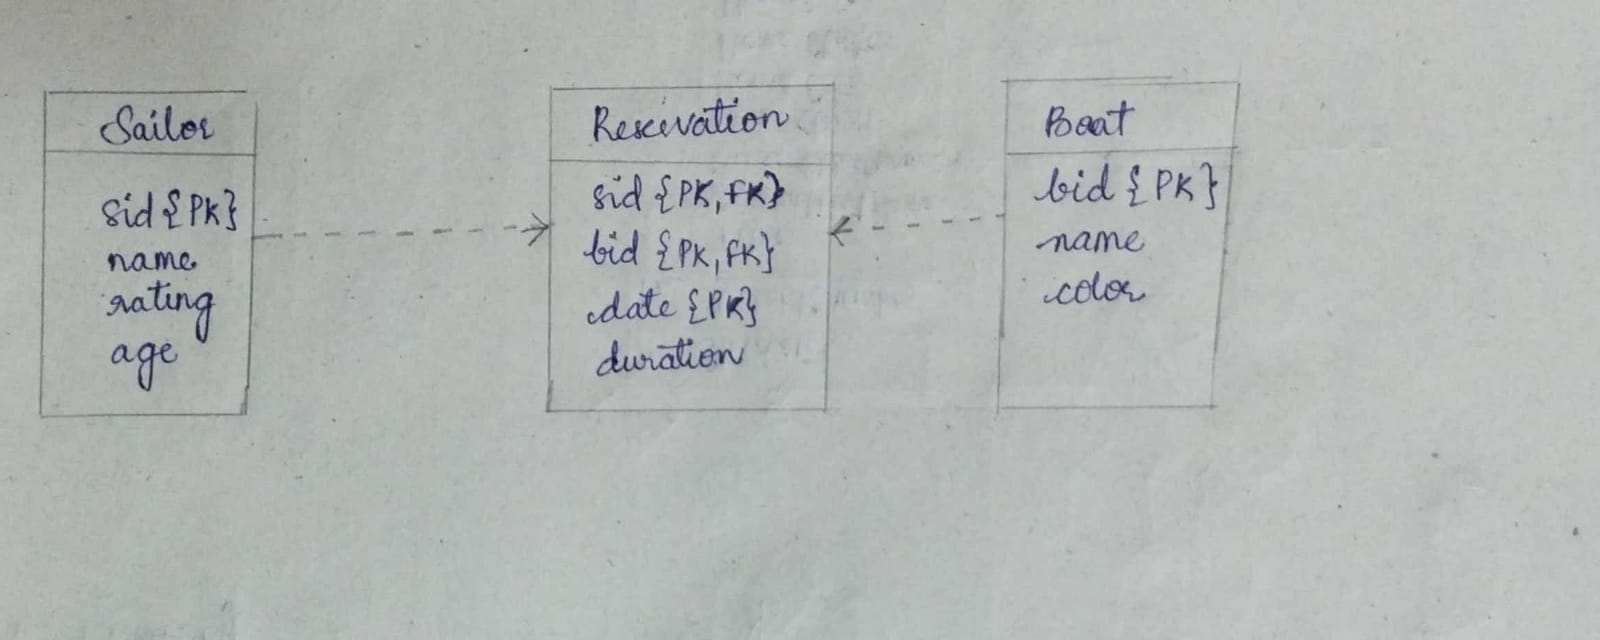 Sailor
sid {PK}
name
rating
age
Reservation
sid {PK, FK}
bid {PK, FK}
date {PK}
duration
Boat
bid {PK}
name
color